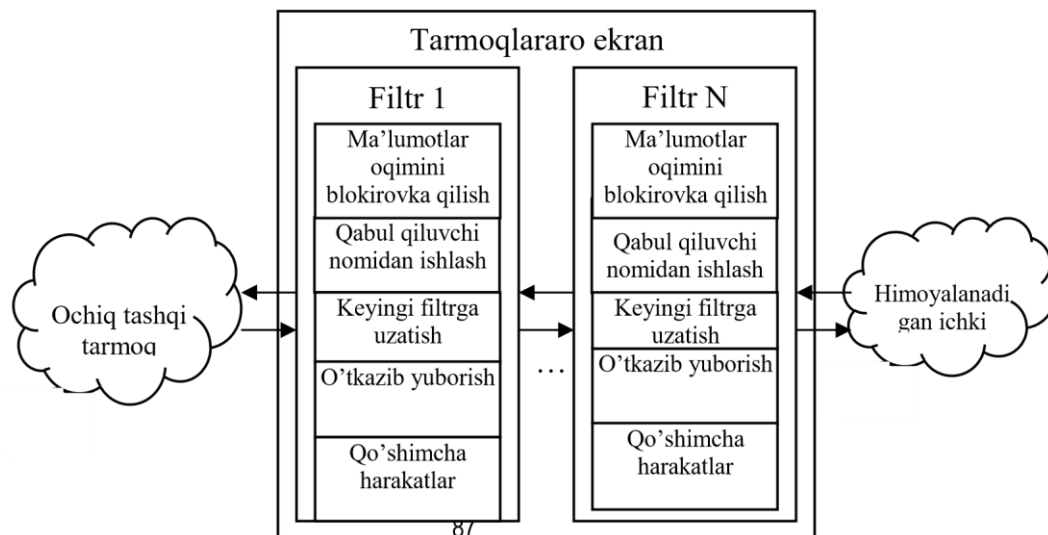 Tarmoqlararo ekran
Filtr 1
Ma’lumotlar
oqimini
blokirovka qilish
Qabul qiluvchi
nomidan ishlash
Keyingi filtrga
uzatish
O’tkazib yuborish
Qo’shimcha
harakatlar
Filtr N
Ma’lumotlar
oqimini
blokirovka qilish
Qabul qiluvchi
nomidan ishlash
Keyingi filtrga
uzatish
O’tkazib yuborish
Qo’shimcha
harakatlar
Ochiq tashqi
tarmoq
...
Himoyalanadi
gan ichki
87